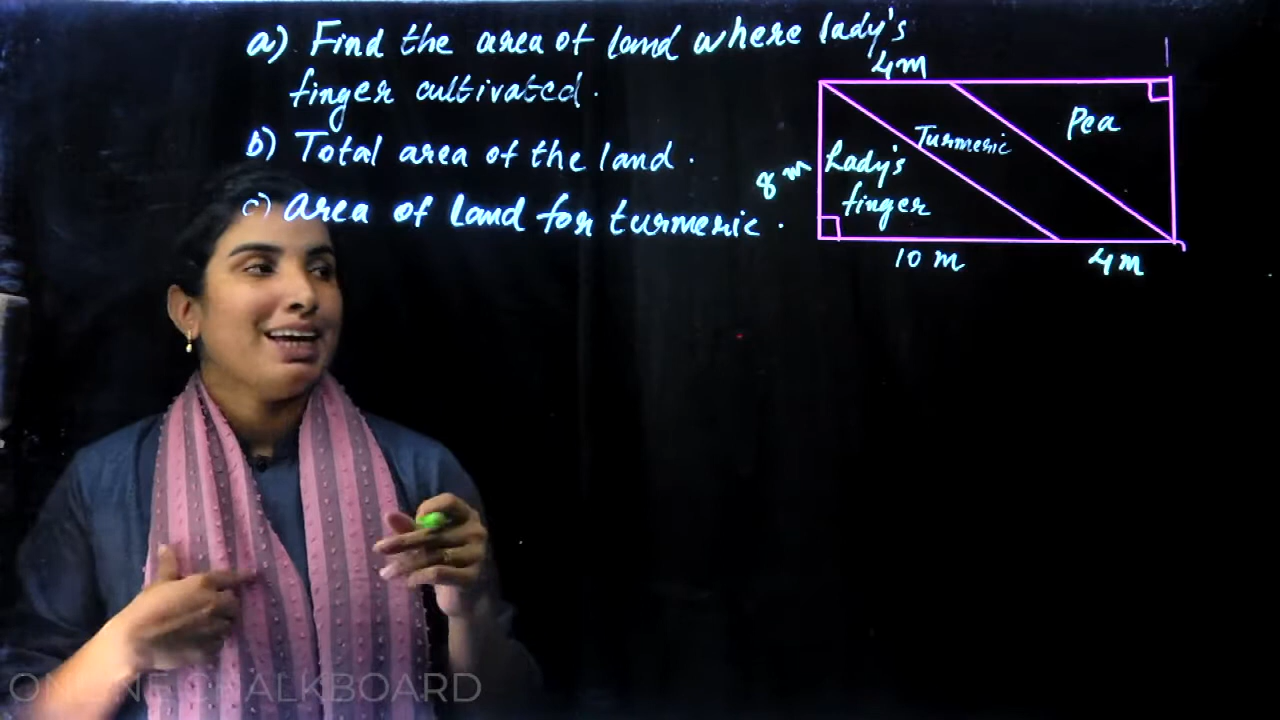 a) Find the area of land where lady's
finger cultivated.
b) Total area of the land.
c) area of land for turmeric.
4m
8 m
Lady's
finger
Turmeric
Pea
10 m
4m
ONLINE CHALKBOARD